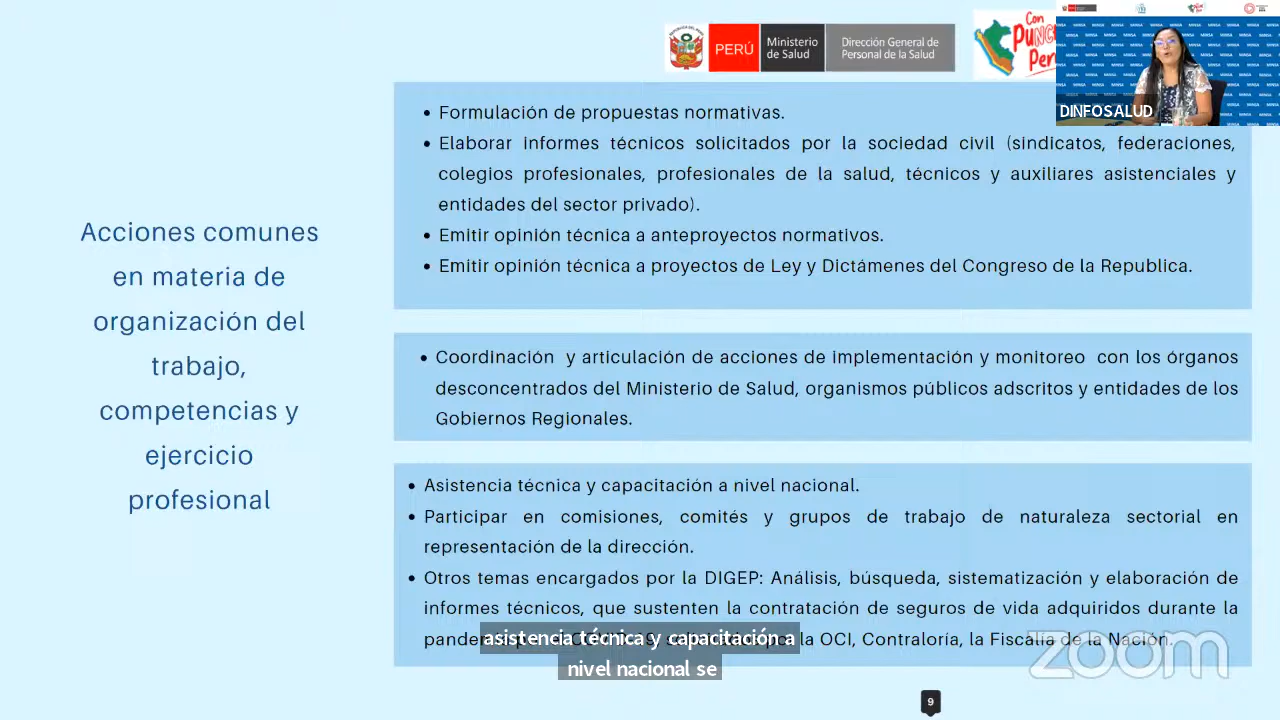 PERÚ
Ministerio
de Salud
Dirección General de
Personal de la Salud
Con
Perú
DINFOSALUD
Acciones comunes
en materia de
organización del
trabajo,
competencias y
ejercicio
profesional
• Formulación de propuestas normativas.
• Elaborar informes técnicos solicitados por la sociedad civil (sindicatos, federaciones,
colegios profesionales, profesionales de la salud, técnicos y auxiliares asistenciales y
entidades del sector privado).
• Emitir opinión técnica a anteproyectos normativos.
• Emitir opinión técnica a proyectos de Ley y Dictámenes del Congreso de la Republica.
• Coordinación y articulación de acciones de implementación y monitoreo con los órganos
desconcentrados del Ministerio de Salud, organismos públicos adscritos y entidades de los
Gobiernos Regionales.
• Asistencia técnica y capacitación a nivel nacional.
• Participar en comisiones, comités y grupos de trabajo de naturaleza sectorial en
representación de la dirección.
• Otros temas encargados por la DIGEP: Análisis, búsqueda, sistematización y elaboración de
informes técnicos, que sustenten la contratación de seguros de vida adquiridos durante la
la OCI, Contraloría, la Fiscalía de la Nación.
asistencia técnica y capacitación a
nivel nacional se
zoom
9